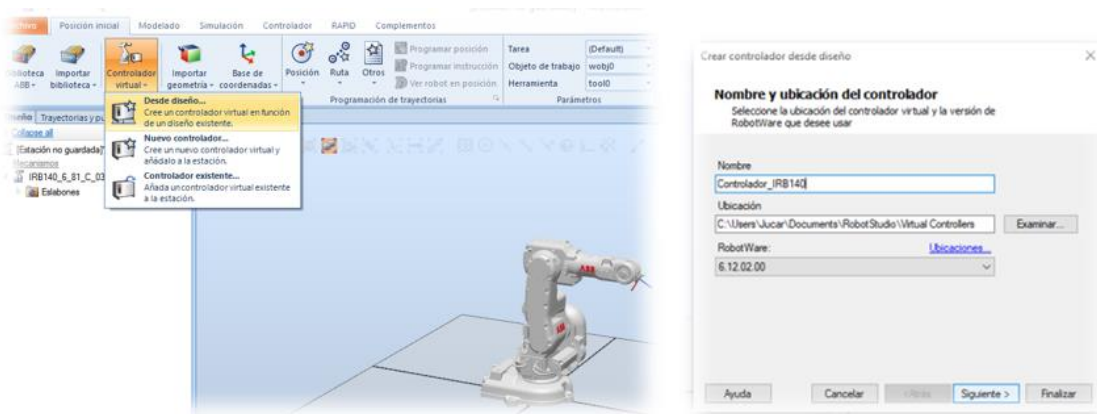 Posición inicial Modelado Simulación Controlador RAPID Complementos
Importar biblioteca
Controlador virtual
Importar geometría
Base de coordenadas
Posición
Ruta
Otros
Programar posición
Programar instrucción
Ver robot en posición
Programación de trayectorias
Tarea (Default)
Objeto de trabajo wobj0
Herramienta tool0
Parámetros
ABB
Desde diseño...
Cree un controlador virtual en función
de un diseño existente.
Nuevo controlador...
Cree un nuevo controlador virtual y
añádalo a la estación.
Controlador existente...
Añada un controlador virtual existente
a la estación.
Trayectorias y pu
Collapse all
[Estación no guardada]*
Mecanismos
IRB140_6_81_C_03
Eslabones
ABB
Crear controlador desde diseño
Nombre y ubicación del controlador
Seleccione la ubicación del controlador virtual y la versión de
RobotWare que desee usar
Nombre
Controlador_IRB140
Ubicación
C:\Users\Jucar\Documents\RobotStudio\Virtual Controllers Examinar...
RobotWare: Ubicaciones...
6.12.02.00
Ayuda Cancelar < Atrás Siguiente > Finalizar